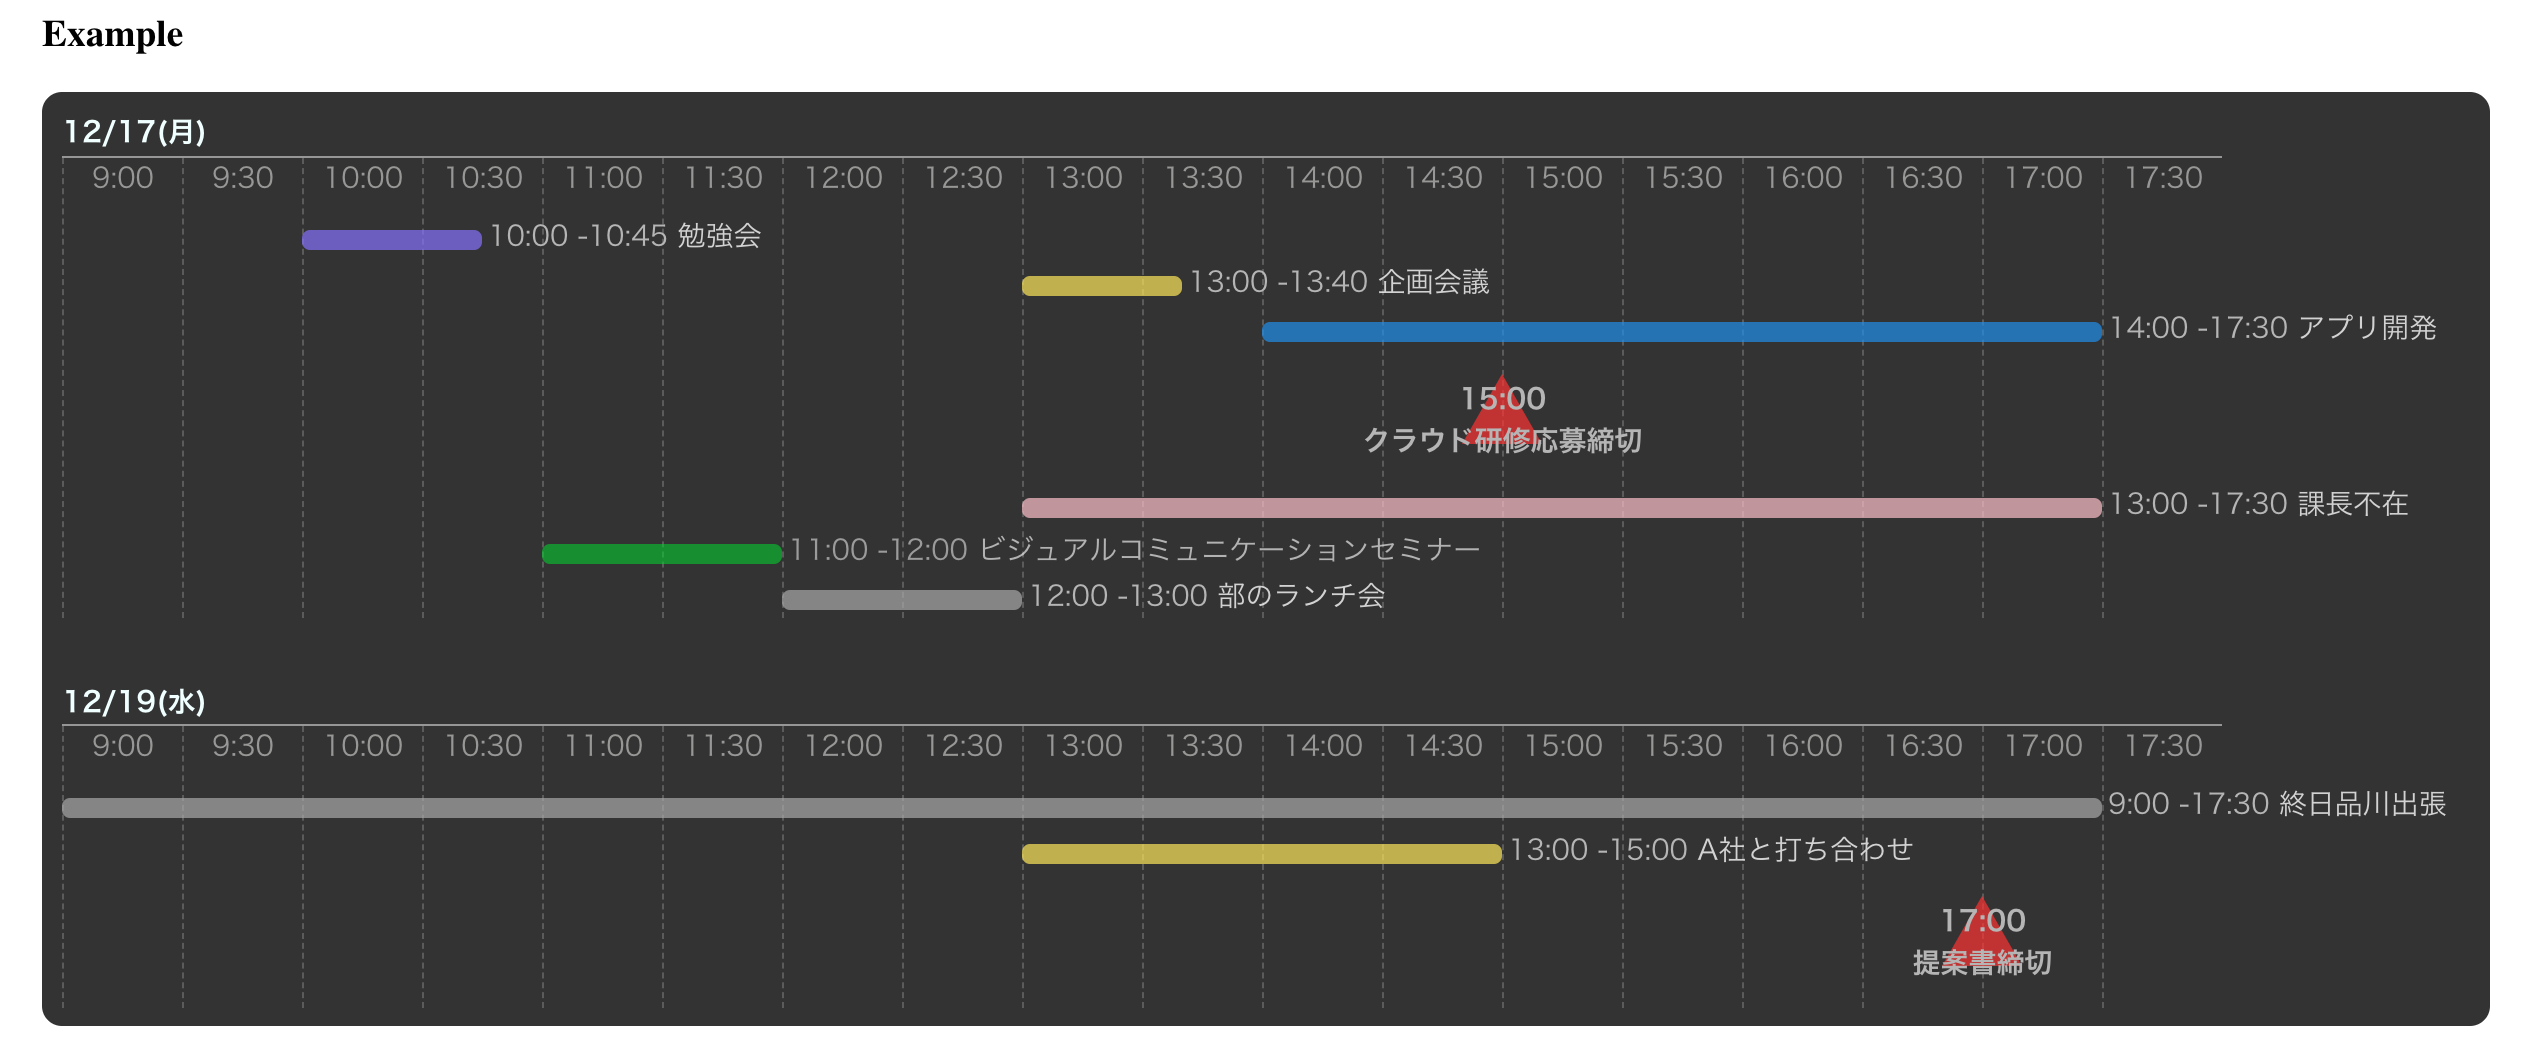 Example
12/17(月)
9:00 9:30 10:00 10:30 11:00 11:30 12:00 12:30 13:00 13:30 14:00 14:30 15:00 15:30 16:00 16:30 17:00 17:30
10:00 -10:45 勉強会
13:00 -13:40 企画会議
14:00 -17:30 アプリ開発
15:00
クラウド研修応募締切
13:00 -17:30 課長不在
11:00 -12:00 ビジュアルコミュニケーションセミナー
12:00 -13:00 部のランチ会
12/19(水)
9:00 9:30 10:00 10:30 11:00 11:30 12:00 12:30 13:00 13:30 14:00 14:30 15:00 15:30 16:00 16:30 17:00 17:30
9:00 -17:30 終日品川出張
13:00 -15:00 A社と打ち合わせ
17:00
提案書締切